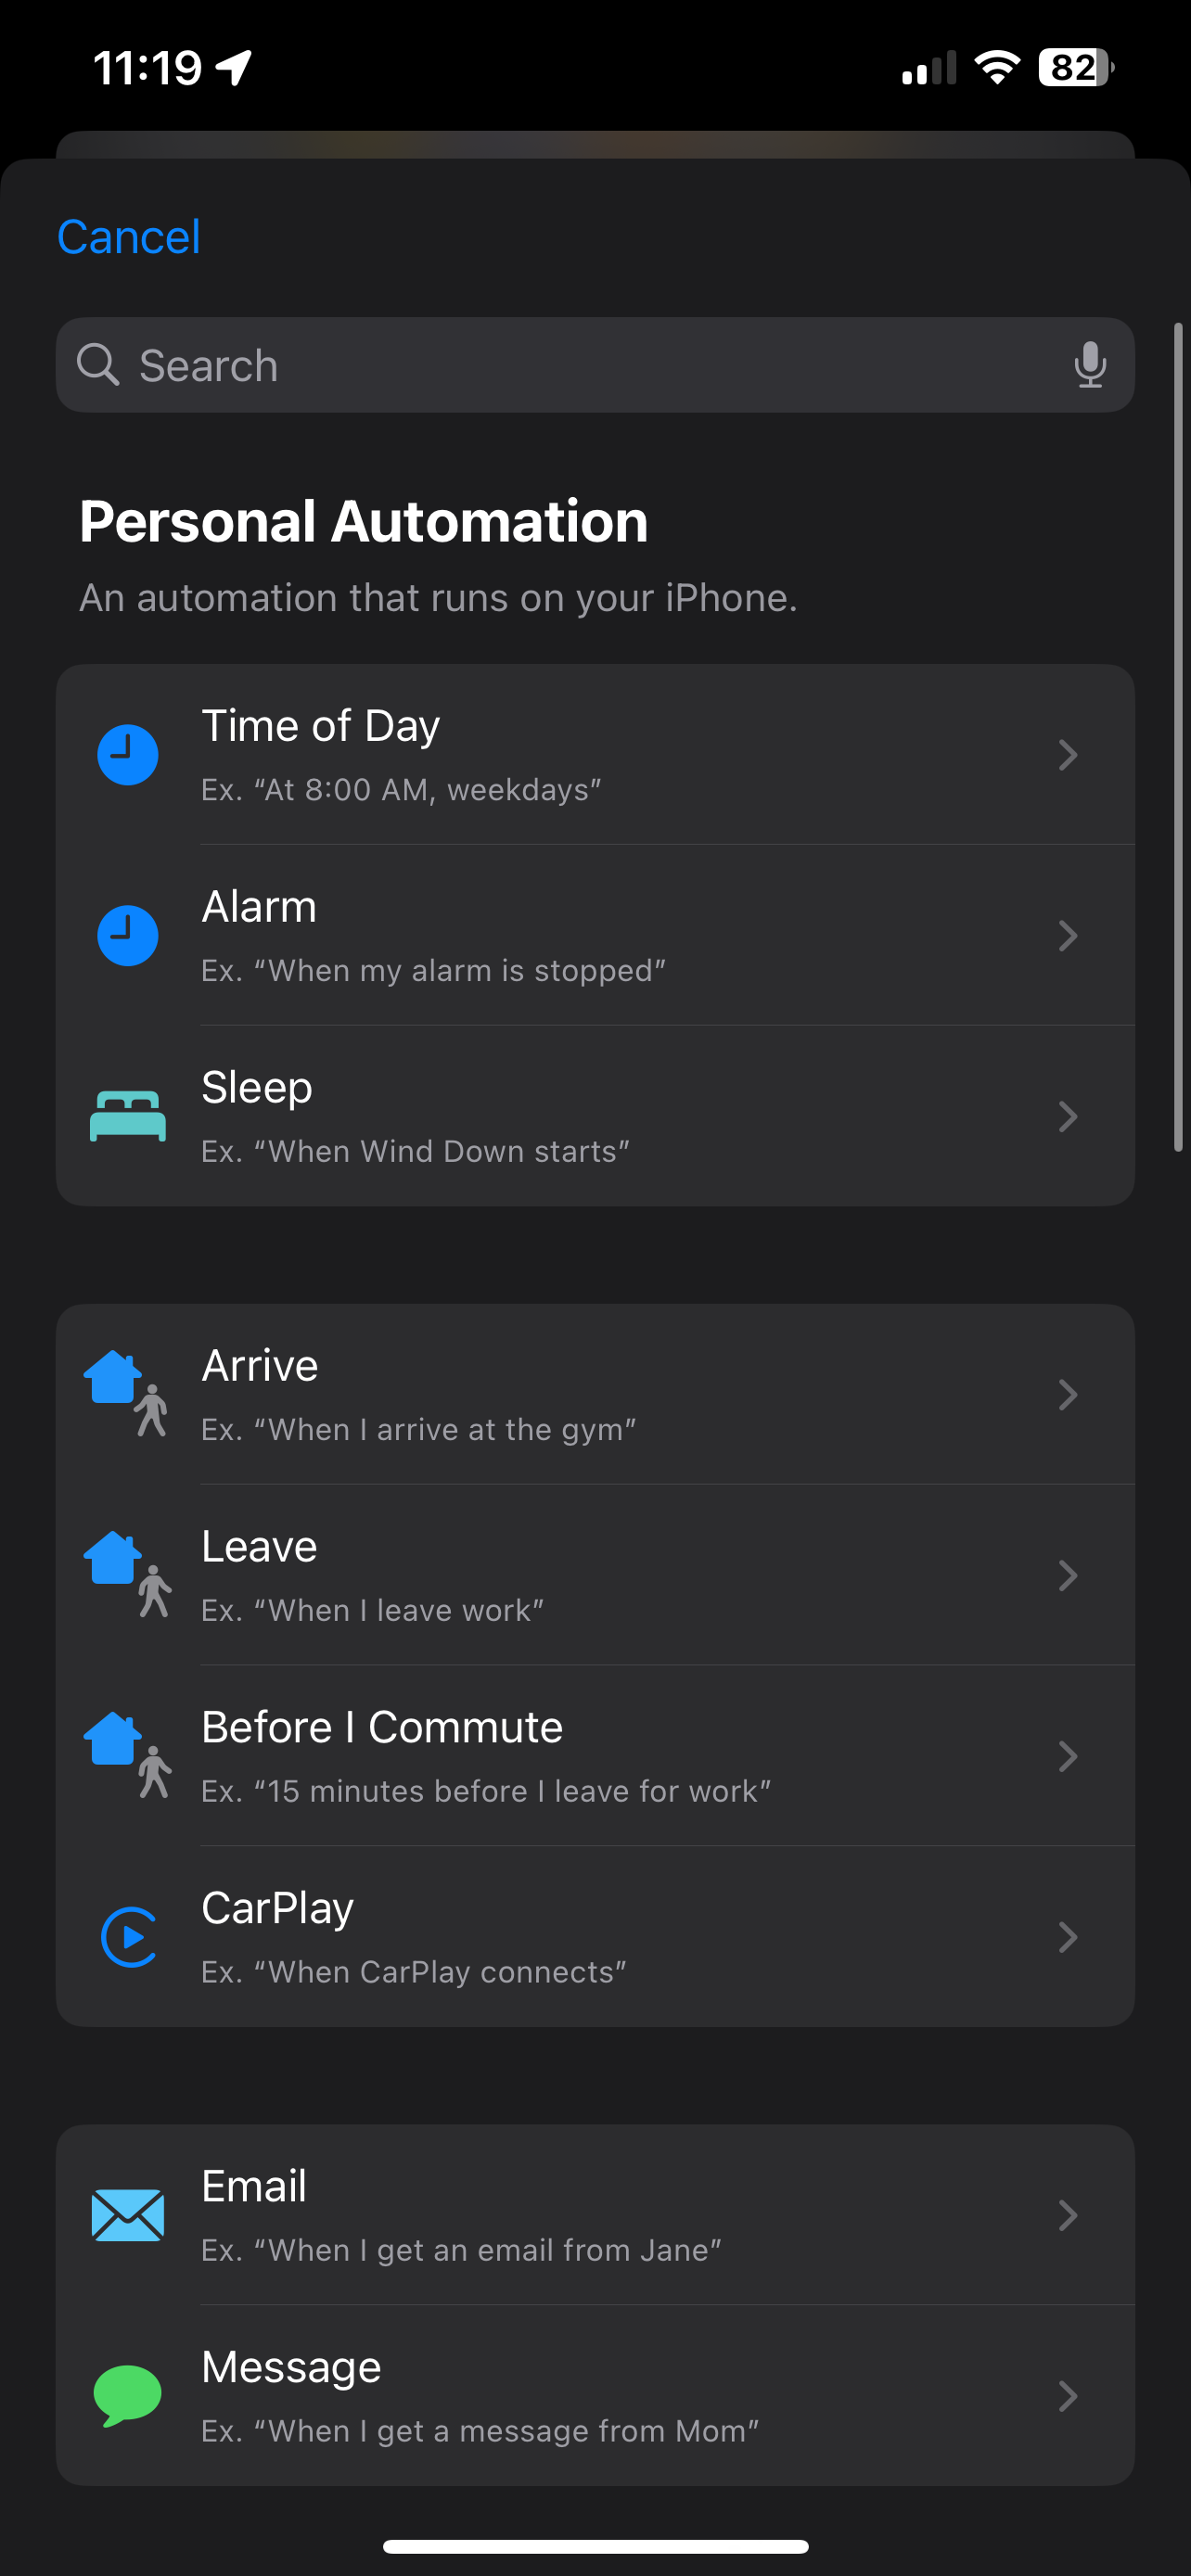 11:19
82
Cancel
Search
Personal Automation
An automation that runs on your iPhone.
Time of Day
Ex. “At 8:00 AM, weekdays”
Alarm
Ex. “When my alarm is stopped”
Sleep
Ex. “When Wind Down starts”
Arrive
Ex. “When I arrive at the gym”
Leave
Ex. “When I leave work”
Before I Commute
Ex. “15 minutes before I leave for work”
CarPlay
Ex. “When CarPlay connects”
Email
Ex. “When I get an email from Jane”
Message
Ex. “When I get a message from Mom”